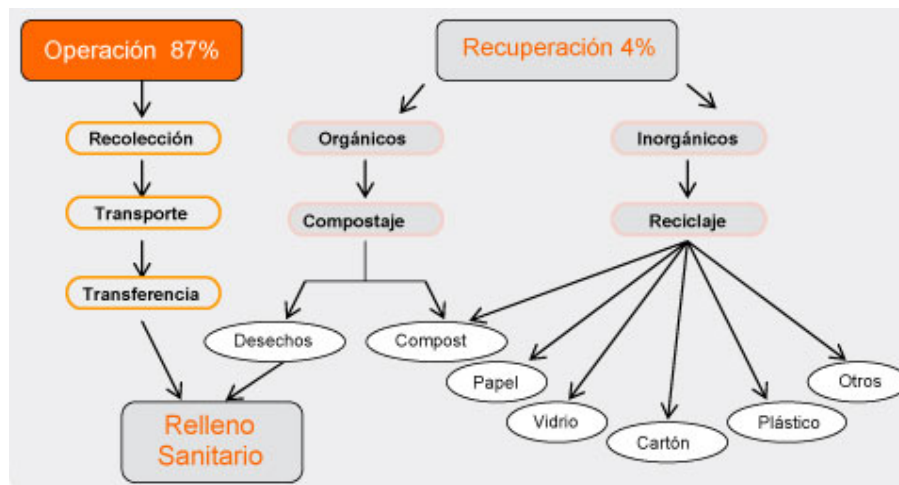 Operación 87%
Recuperación 4%
Recolección
Orgánicos
Inorgánicos
Transporte
Compostaje
Reciclaje
Transferencia
Desechos
Compost
Papel
Vidrio
Cartón
Plástico
Otros
Relleno
Sanitario